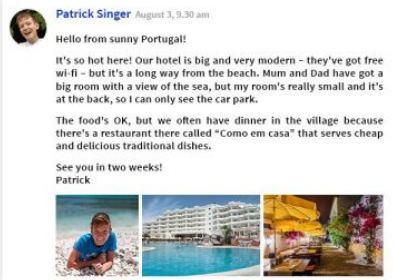 Patrick Singer August 3, 9.30 am
Hello from sunny Portugal!
It's so hot here! Our hotel is big and very modern – they've got free
wi-fi – but it's a long way from the beach. Mum and Dad have got a
big room with a view of the sea, but my room's really small and it's
at the back, so I can only see the car park.
The food's OK, but we often have dinner in the village because
there's a restaurant there called “Como em casa” that serves cheap
and delicious traditional dishes.
See you in two weeks!
Patrick